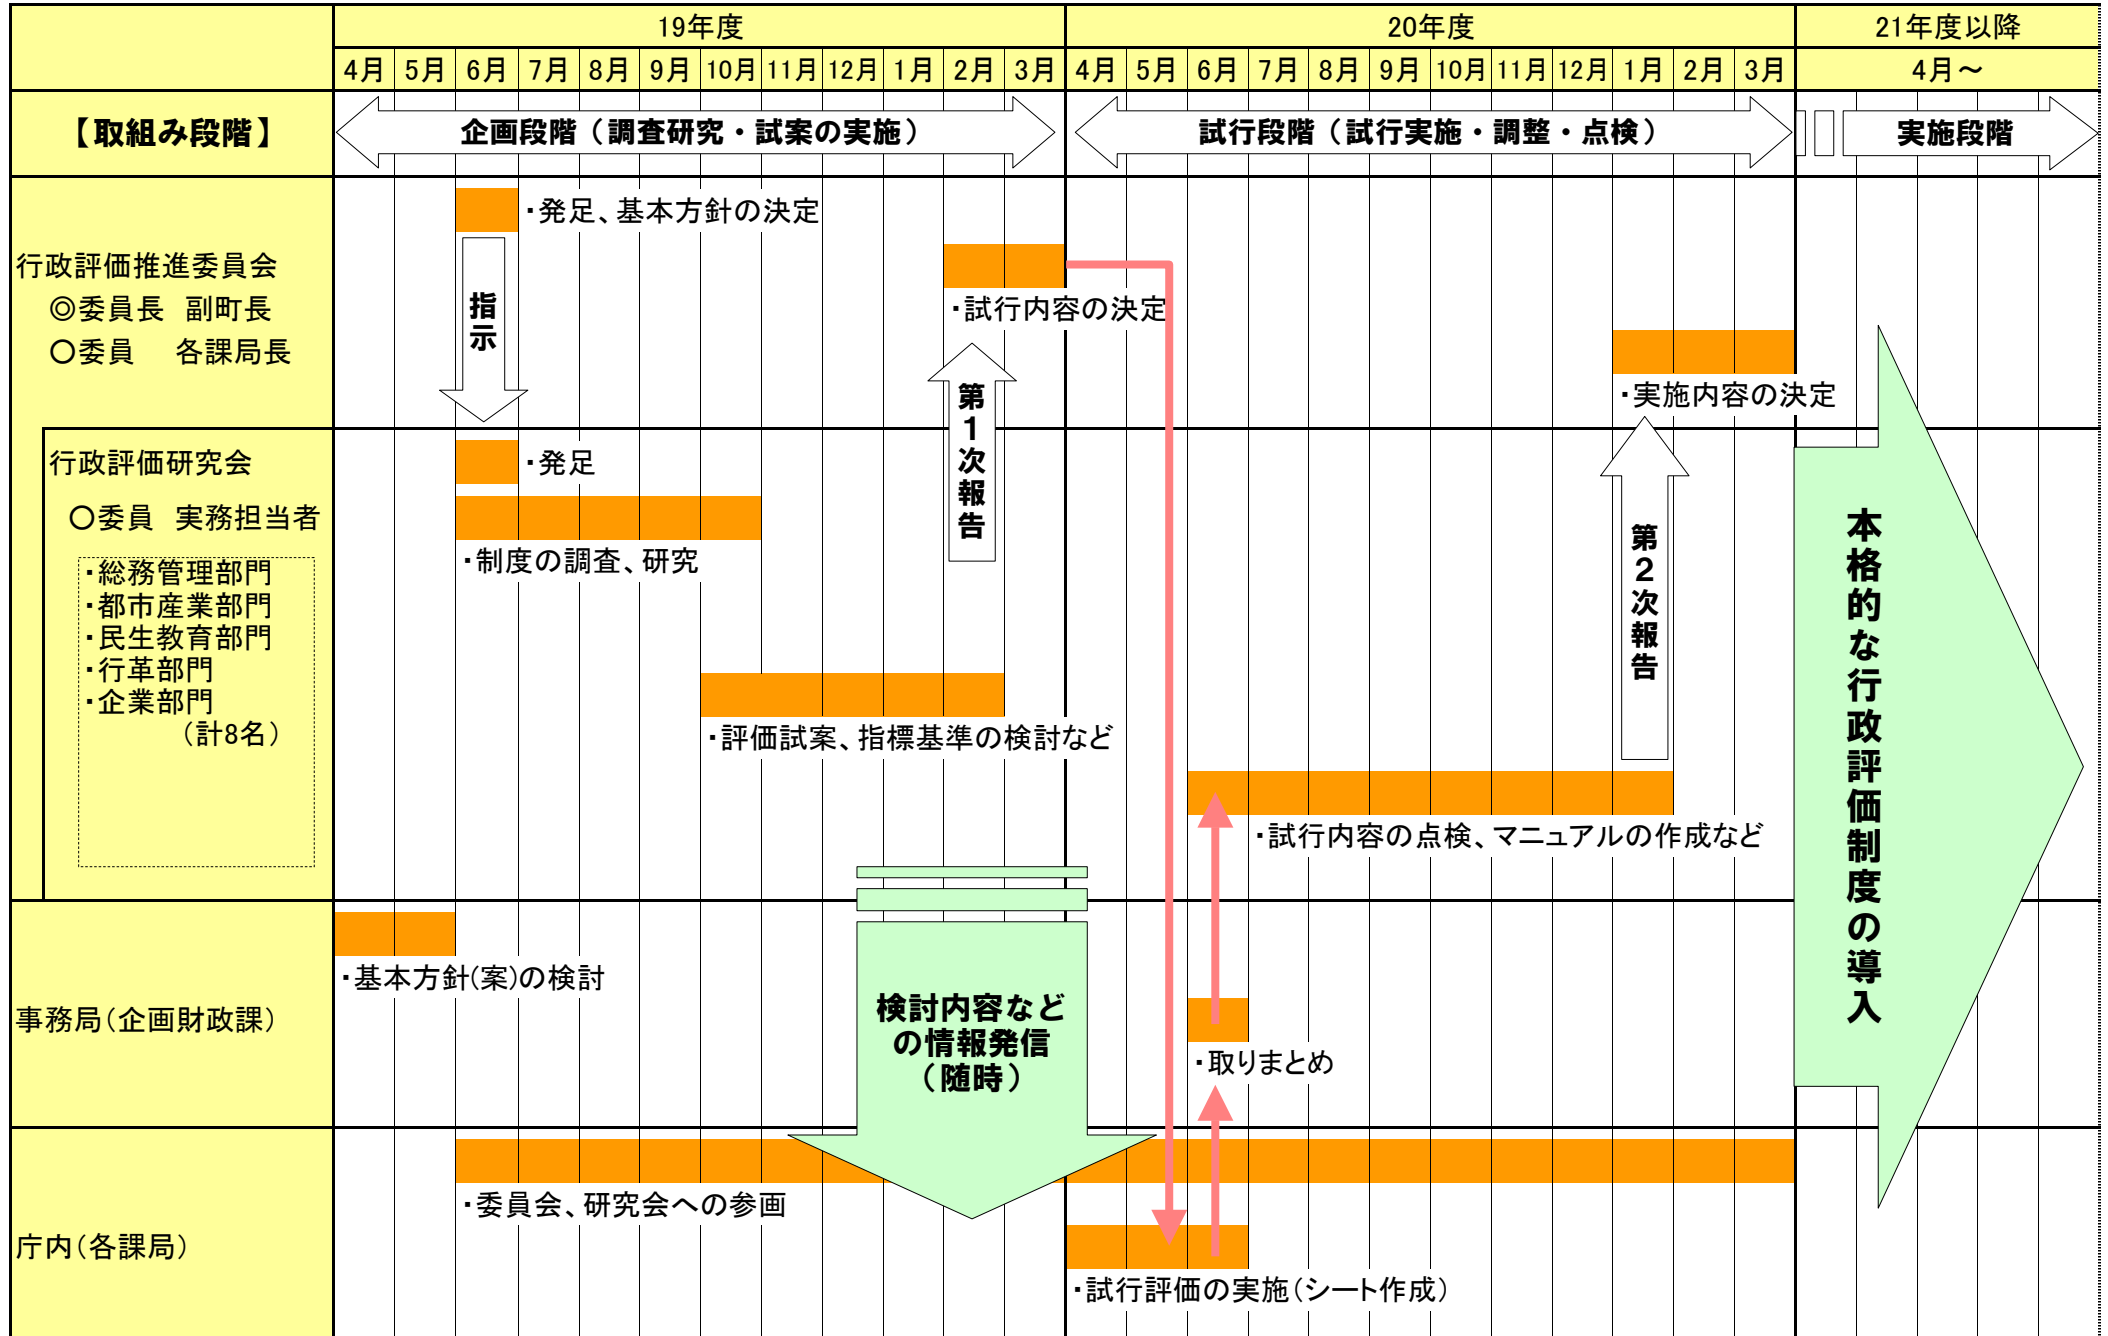 19年度
20年度
21年度以降
4月 5月 6月 7月 8月 9月 10月 11月 12月 1月 2月 3月 4月 5月 6月 7月 8月 9月 10月 11月 12月 1月 2月 3月 4月～
【取組み段階】
企画段階（調査研究・試案の実施）
試行段階（試行実施・調整・点検）
実施段階
行政評価推進委員会
◎委員長 副町長
○委員 各課局長
・発足、基本方針の決定
指示
・試行内容の決定
第1次報告
・実施内容の決定
第2次報告
行政評価研究会
○委員 実務担当者
・総務管理部門
・都市産業部門
・民生教育部門
・行革部門
・企業部門
（計8名）
・発足
・制度の調査、研究
・評価試案、指標基準の検討など
・試行内容の点検、マニュアルの作成など
本格的な行政評価制度の導入
事務局（企画財政課）
・基本方針(案)の検討
検討内容など
の情報発信
（随時）
・取りまとめ
庁内（各課局）
・委員会、研究会への参画
・試行評価の実施（シート作成）